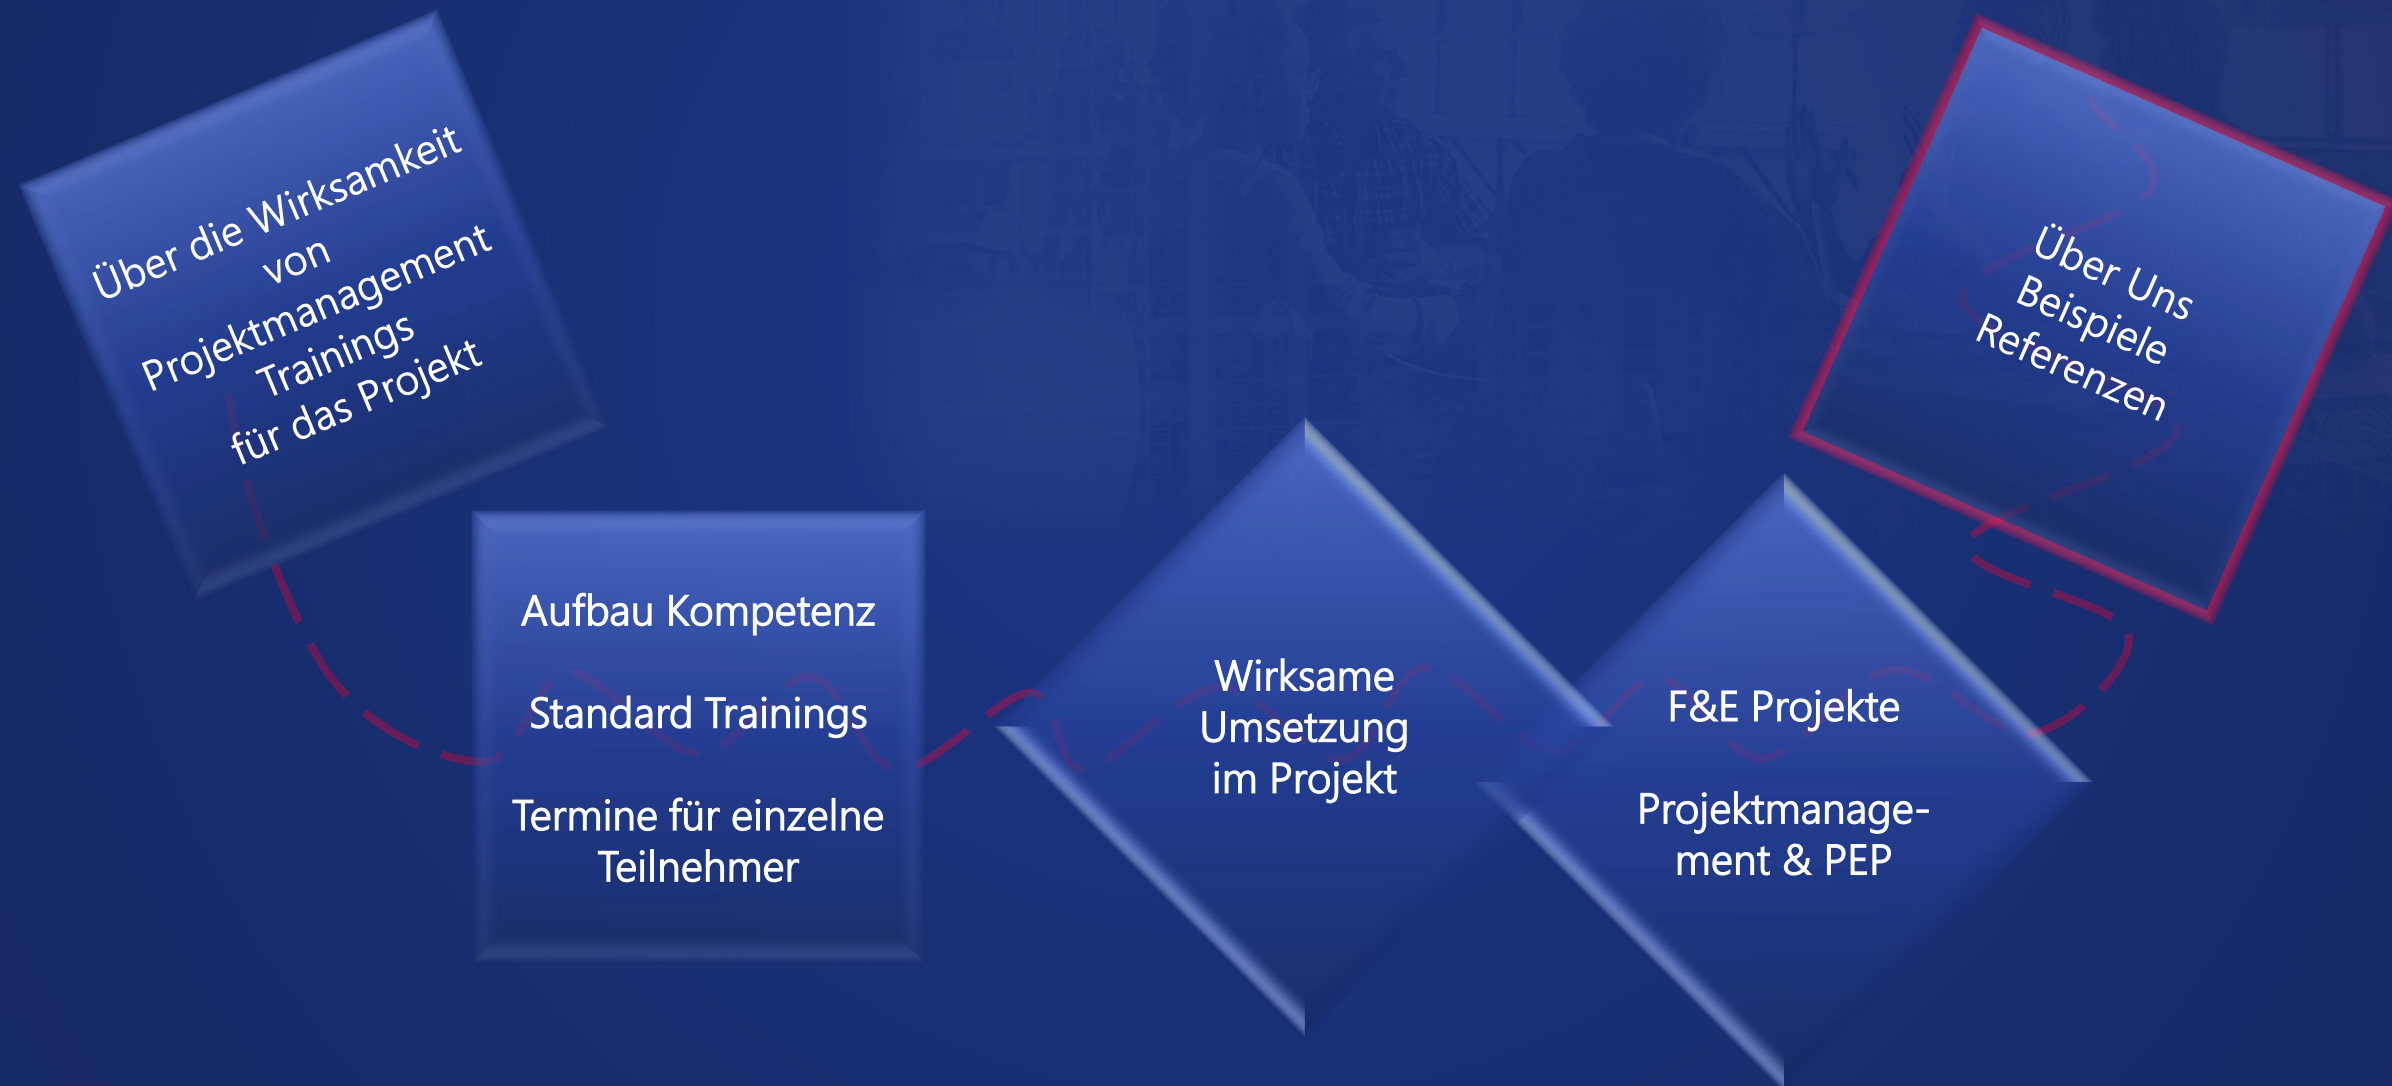 Über die Wirksamkeit
von
Projektmanagement
Trainings
für das Projekt
Aufbau Kompetenz
Standard Trainings
Termine für einzelne
Teilnehmer
Wirksame
Umsetzung
im Projekt
F&E Projekte
Projektmanage-
ment & PEP
Über Uns
Beispiele
Referenzen